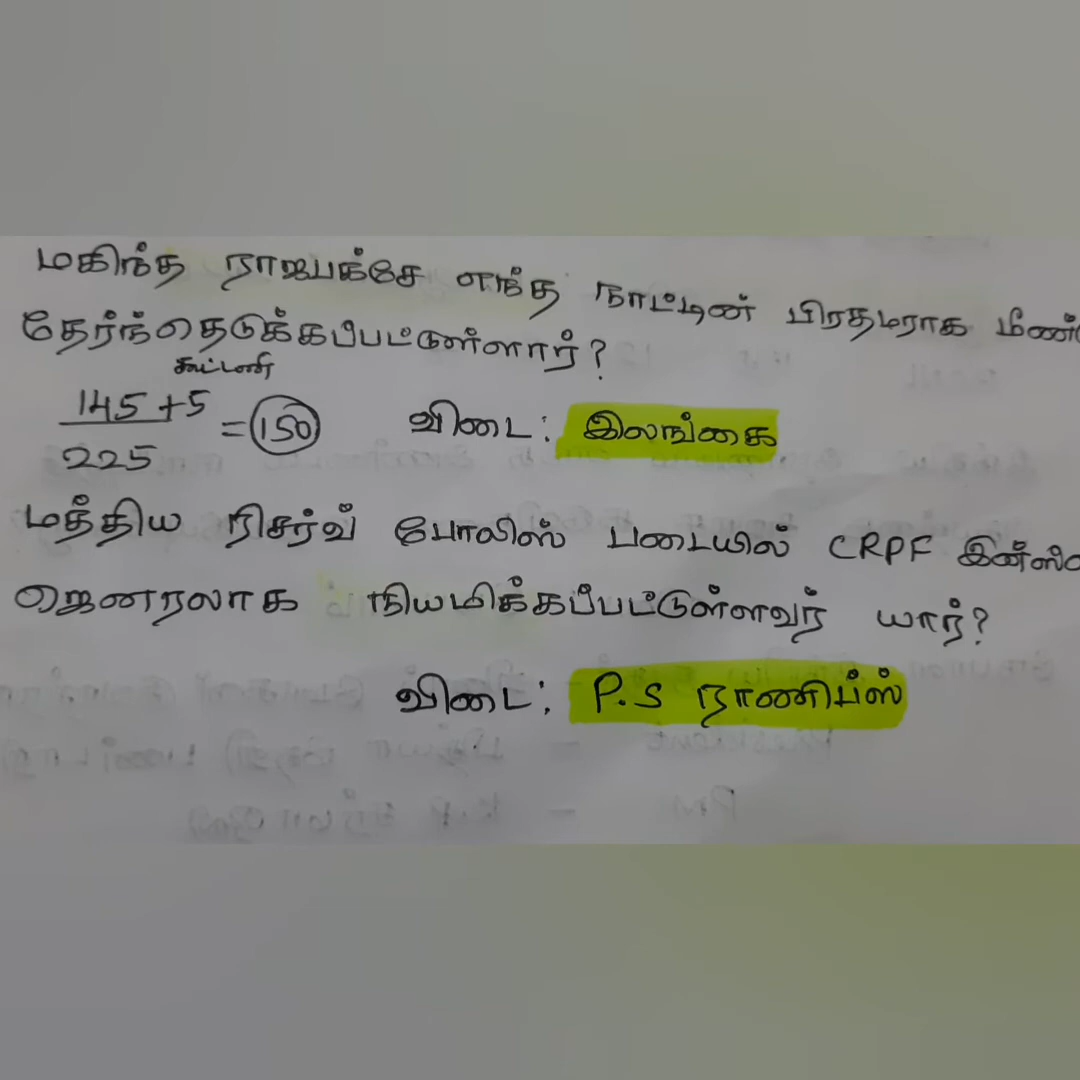 மகிந்த ராஜபக்சே எந்த நாட்டின் பிரதமராக மீண்
தேர்ந்தெடுக்கப்பட்டுள்ளார்?
கூட்டணி
145 +5
225
= 150
விடை: இலங்கை
மத்திய ரிசர்வ் போலிஸ் படையில் CRPF இன்ஸ்
ஜெனரலாக நியமிக்கப்பட்டுள்ளவர் யார்?
விடை: P.S ராணிப்ஸ்